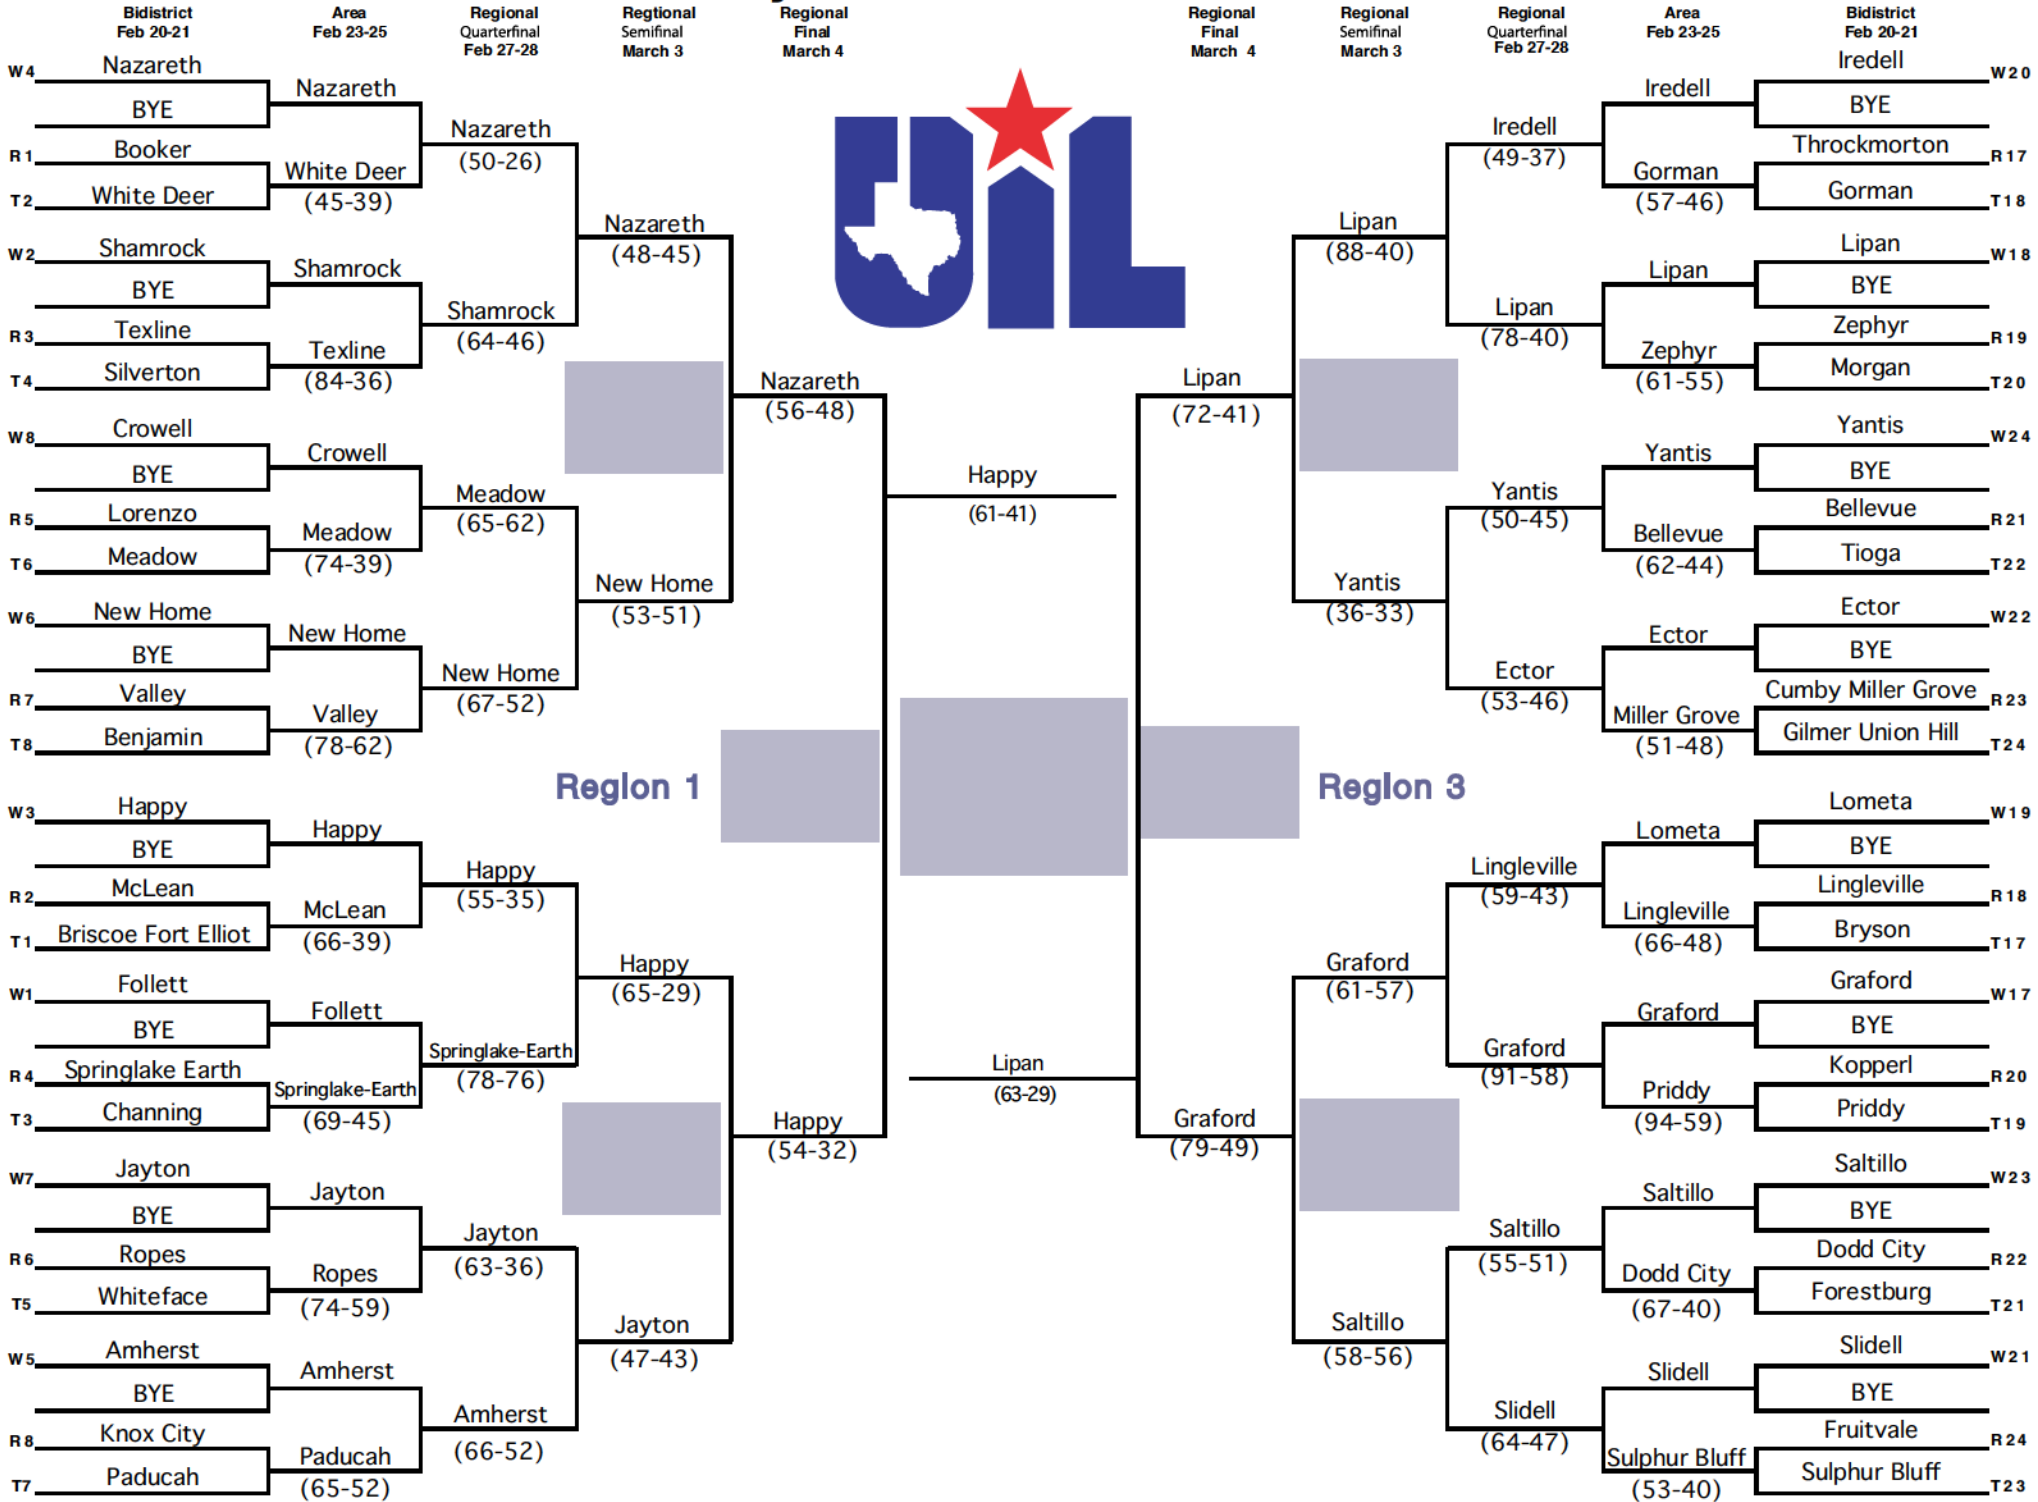 Bidistrict
Feb 20-21
Area
Feb 23-25
Regional
Quarterfinal
Feb 27-28
Regtional
Semifinal
March 3
Regional
Final
March 4
Regional
Final
March 4
Regional
Semifinal
March 3
Regional
Quarterfinal
Feb 27-28
Area
Feb 23-25
Bidistrict
Feb 20-21
W4
Nazareth
BYE
R 1
Booker
T2
White Deer
W2
Shamrock
BYE
R 3
Texline
T4
Silverton
W8
Crowell
BYE
R 5
Lorenzo
T6
Meadow
W6
New Home
BYE
R7
Valley
T8
Benjamin
W3
Happy
BYE
R 2
McLean
T1
Briscoe Fort Elliot
W1
Follett
BYE
R 4
Springlake Earth
T3
Channing
W7
Jayton
BYE
R 6
Ropes
T5
Whiteface
W5
Amherst
BYE
R 8
Knox City
T7
Paducah
Nazareth
White Deer
(45-39)
Shamrock
Texline
(84-36)
Crowell
Meadow
(74-39)
New Home
Valley
(78-62)
Happy
McLean
(66-39)
Follett
Springlake-Earth
(69-45)
Jayton
Ropes
(74-59)
Amherst
Paducah
(65-52)
Nazareth
(50-26)
Shamrock
(64-46)
Meadow
(65-62)
New Home
(67-52)
Happy
(55-35)
Springlake-Earth
(78-76)
Jayton
(63-36)
Amherst
(66-52)
Nazareth
(48-45)
New Home
(53-51)
Region 1
Happy
(65-29)
Jayton
(47-43)
Nazareth
(56-48)
Happy
(54-32)
UIL
Happy
(61-41)
Lipan
(63-29)
Lipan
(72-41)
Graford
(79-49)
Lipan
(88-40)
Yantis
(36-33)
Region 3
Graford
(61-57)
Saltillo
(58-56)
Iredell
(49-37)
Lipan
(78-40)
Yantis
(50-45)
Ector
(53-46)
Lingleville
(59-43)
Graford
(91-58)
Saltillo
(55-51)
Slidell
(64-47)
Iredell
Gorman
(57-46)
Lipan
Zephyr
(61-55)
Yantis
Bellevue
(62-44)
Ector
Miller Grove
(51-48)
Lometa
Lingleville
(66-48)
Graford
Priddy
(94-59)
Saltillo
Dodd City
(67-40)
Slidell
Sulphur Bluff
(53-40)
Iredell
W20
BYE
Throckmorton
R17
Gorman
T18
Lipan
W18
BYE
Zephyr
R19
Morgan
T20
Yantis
W24
BYE
Bellevue
R21
Tioga
T22
Ector
W22
BYE
Cumby Miller Grove
R23
Gilmer Union Hill
T24
Lometa
W19
BYE
Lingleville
R18
Bryson
T17
Graford
W17
BYE
Kopperl
R20
Priddy
T19
Saltillo
W23
BYE
Dodd City
R22
Forestburg
T21
Slidell
W21
BYE
Fruitvale
R24
Sulphur Bluff
T23